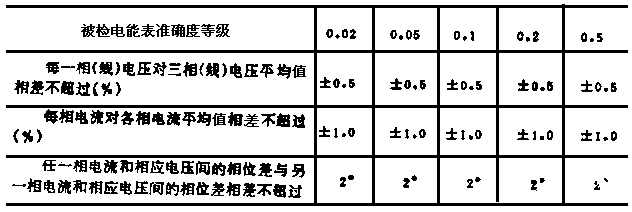 被检电能表准确度等级 0.02 0.05 0.1 0.2 0.5
每一相(线)电压对三相(线)电压平均值
相差不超过(%) ±0.5 ±0.5 ±0.5 ±0.5 ±0.5
每相电流对各相电流平均值相差不超过
(%) ±1.0 ±1.0 ±1.0 ±1.0 ±1.0
任一相电流和相应电压间的相位差与另
一相电流和相应电压间的相位差相差不超过 2° 2° 2° 2° 2°